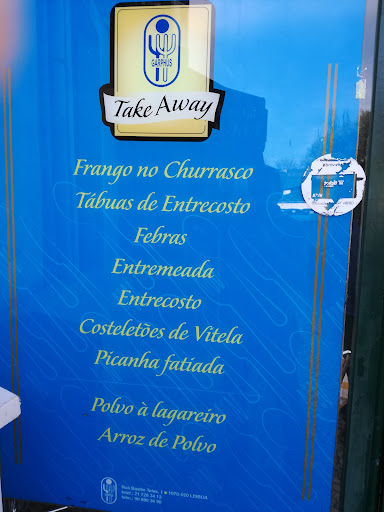 GARPHUS
Take Away
Frango no Churrasco
Tábuas de Entrecosto
Febras
Entremeada
Entrecosto
Costeletões de Vitela
Picanha fatiada
Polvo à lagareiro
Arroz de Polvo
LISBOA